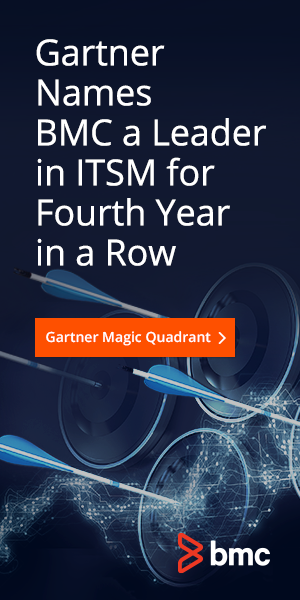 Gartner
Names
BMC a Leader
in ITSM for
Fourth Year
in a Row
Gartner Magic Quadrant
bmc